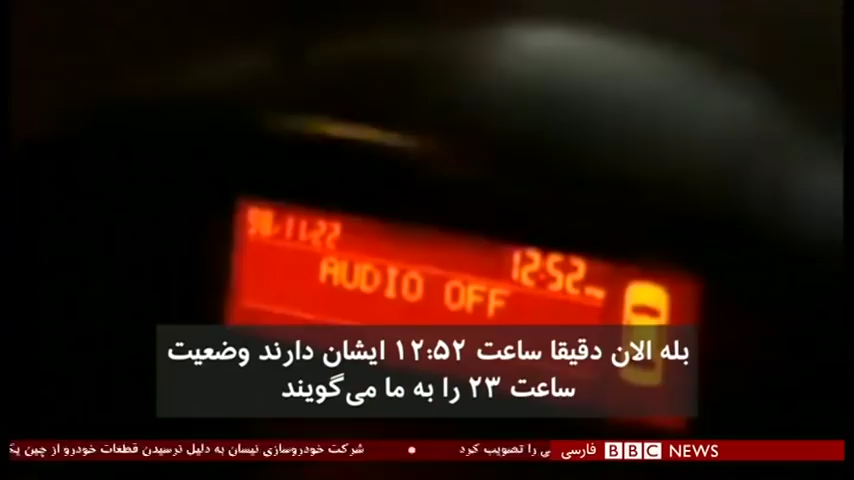 98-11-22
12:52
AUDIO OFF
بله الان دقیقا ساعت ۱۲:۵۲ ایشان دارند وضعیت
ساعت ۲۳ را به ما می‌گویند
شرکت خودروسازی نیسان به دلیل نرسیدن قطعات خودرو از چین • ی را تصویب کرد فارسی BBC NEWS